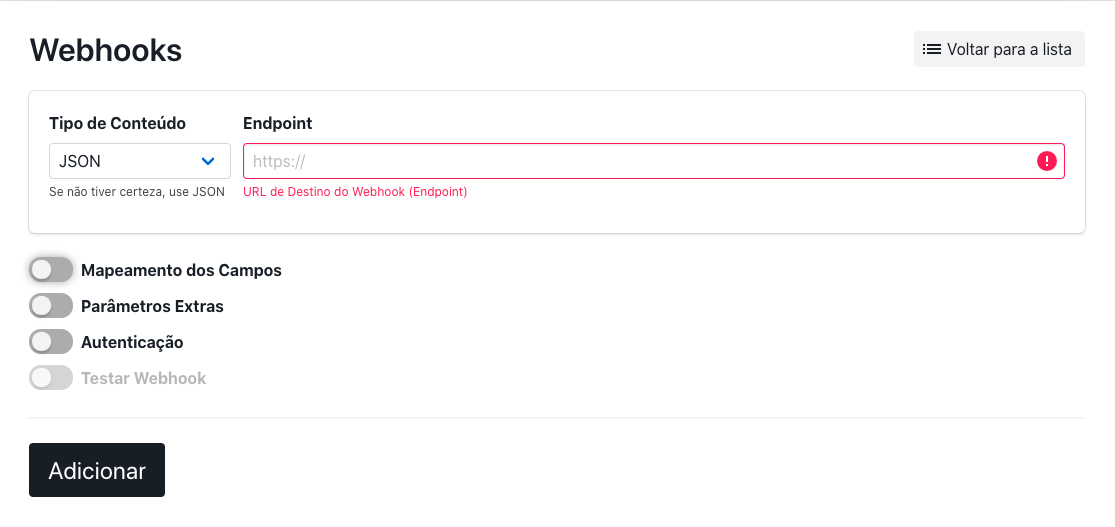 Webhooks
Voltar para a lista
Tipo de Conteúdo
Endpoint
JSON
https://
Se não tiver certeza, use JSON
URL de Destino do Webhook (Endpoint)
Mapeamento dos Campos
Parâmetros Extras
Autenticação
Testar Webhook
Adicionar